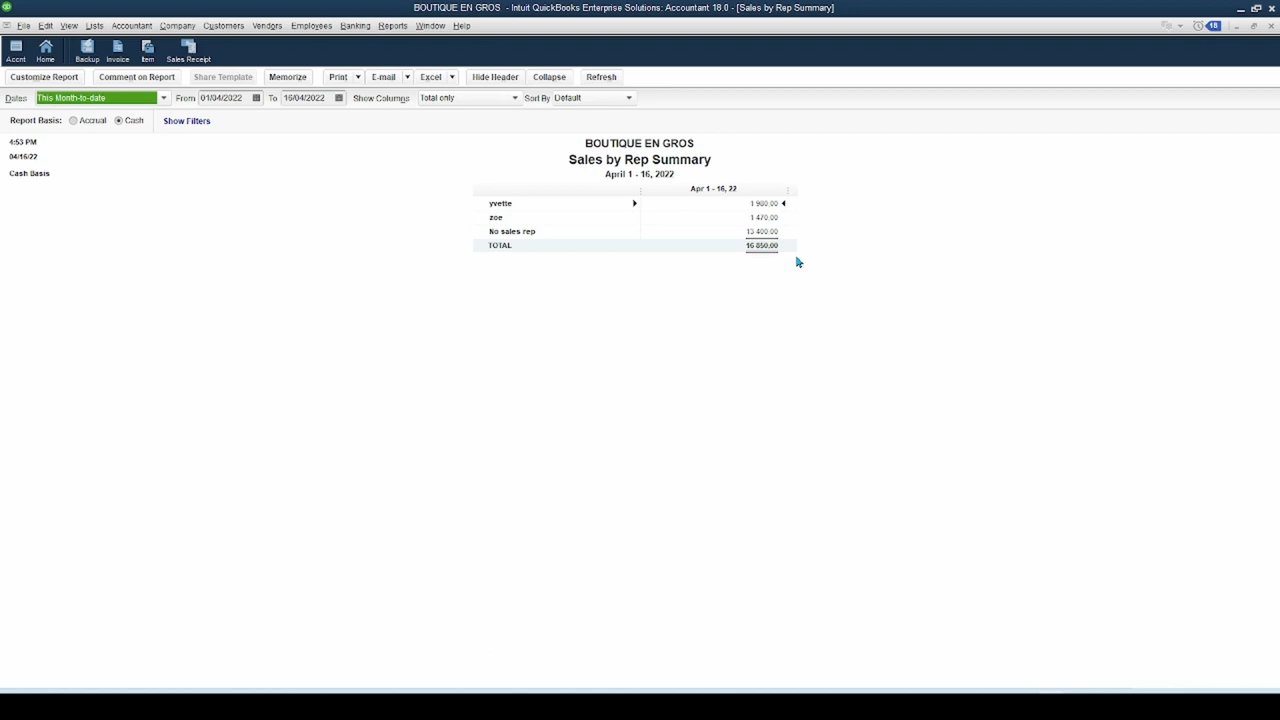 BOUTIQUE EN GROS - Intuit QuickBooks Enterprise Solutions: Accountant 18.0 - [Sales by Rep Summary]
File Edit View Lists Accountant Company Customers Vendors Employees Banking Reports Window Help 18
Accnt Home Backup Invoice Item Sales Receipt
Customize Report Comment on Report Share Template Memorize Print E-mail Excel Hide Header Collapse Refresh
Dates This Month-to-date From 01/04/2022 To 16/04/2022 Show Columns Total only Sort By Default
Report Basis: Accrual Cash Show Filters
4:53 PM
04/16/22
Cash Basis
BOUTIQUE EN GROS
Sales by Rep Summary
April 1 - 16, 2022
Apr 1 - 16, 22
yvette 1 980.00
zoe 1 470.00
No sales rep 13 400.00
TOTAL 16 850.00